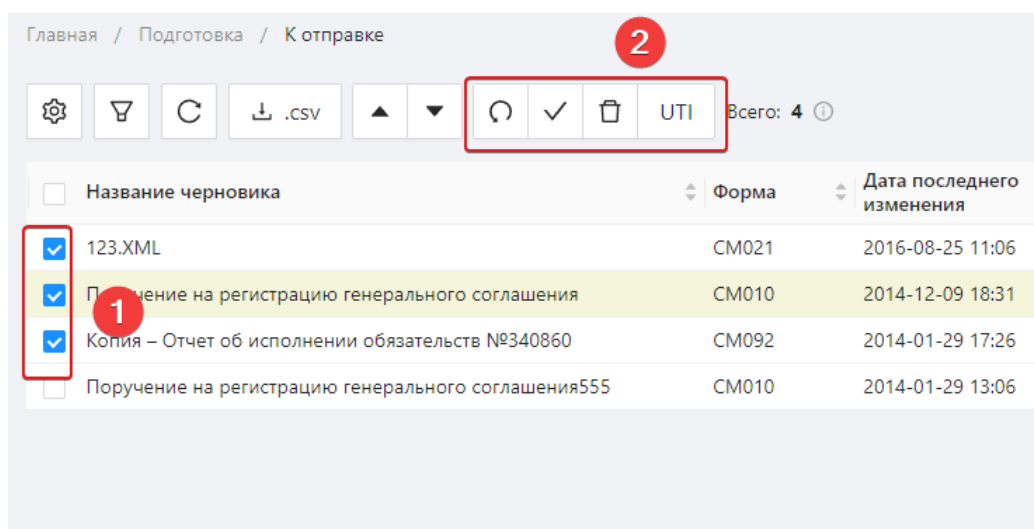 Главная / Подготовка / К отправке
2
.csv UTI Всего: 4
Название черновика Форма Дата последнего
изменения
123.XML CM021 2016-08-25 11:06
на регистрацию генерального соглашения CM010 2014-12-09 18:31
1
Копия – Отчет об исполнении обязательств №340860 CM092 2014-01-29 17:26
Поручение на регистрацию генерального соглашения555 CM010 2014-01-29 13:06